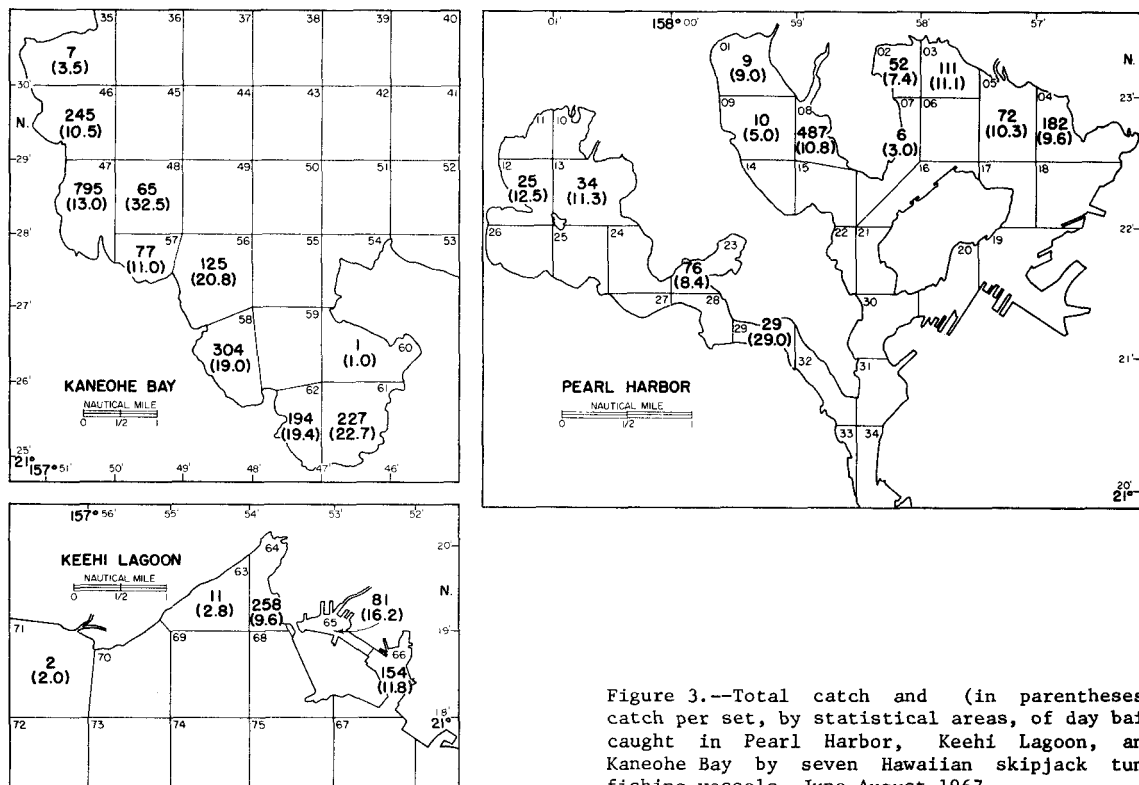 35 36 37 38 39 40
7
(3.5)
30'
46 45 44 43 42 41
N.
245
(10.5)
29'
47 48 49 50 51 52
795
(13.0)
65
(32.5)
28'
57 56 55 54 53
77
(11.0)
125
(20.8)
27'
58 59
304
(19.0)
1
(1.0)
60
26'
62 61
KANEOHE BAY
NAUTICAL MILE
0 1/2 1
194
(19.4)
227
(22.7)
25'
21°
157° 51' 50' 49' 48' 47' 46'
01' 158° 00' 59' 58' 57'
01 02 03 N.
9
(9.0)
52
(7.4)
111
(11.1)
05 04
23'
09 08 07 06
10
(5.0)
487
(10.8)
6
(3.0)
72
(10.3)
182
(9.6)
11 10
12 13 14 15 16 17 18
25
(12.5)
34
(11.3)
22'
26 25 24 23 22 21 20 19
76
(8.4)
27 28 30
29
29
(29.0)
21'
32 31
PEARL HARBOR
NAUTICAL MILE
0 1/2 1
33 34
20'
21°
157° 56' 55' 54' 53' 52'
KEEHI LAGOON
NAUTICAL MILE
0 1/2 1
64
20'
63
N.
11
(2.8)
258
(9.6)
65
81
(16.2)
19'
71 70 69 68 66
2
(2.0)
154
(11.8)
18'
21°
72 73 74 75 67
Figure 3.--Total catch and (in parentheses
catch per set, by statistical areas, of day bai
caught in Pearl Harbor, Keehi Lagoon, an
Kaneohe Bay by seven Hawaiian skipjack tun
fishing vessels, June-August 1967